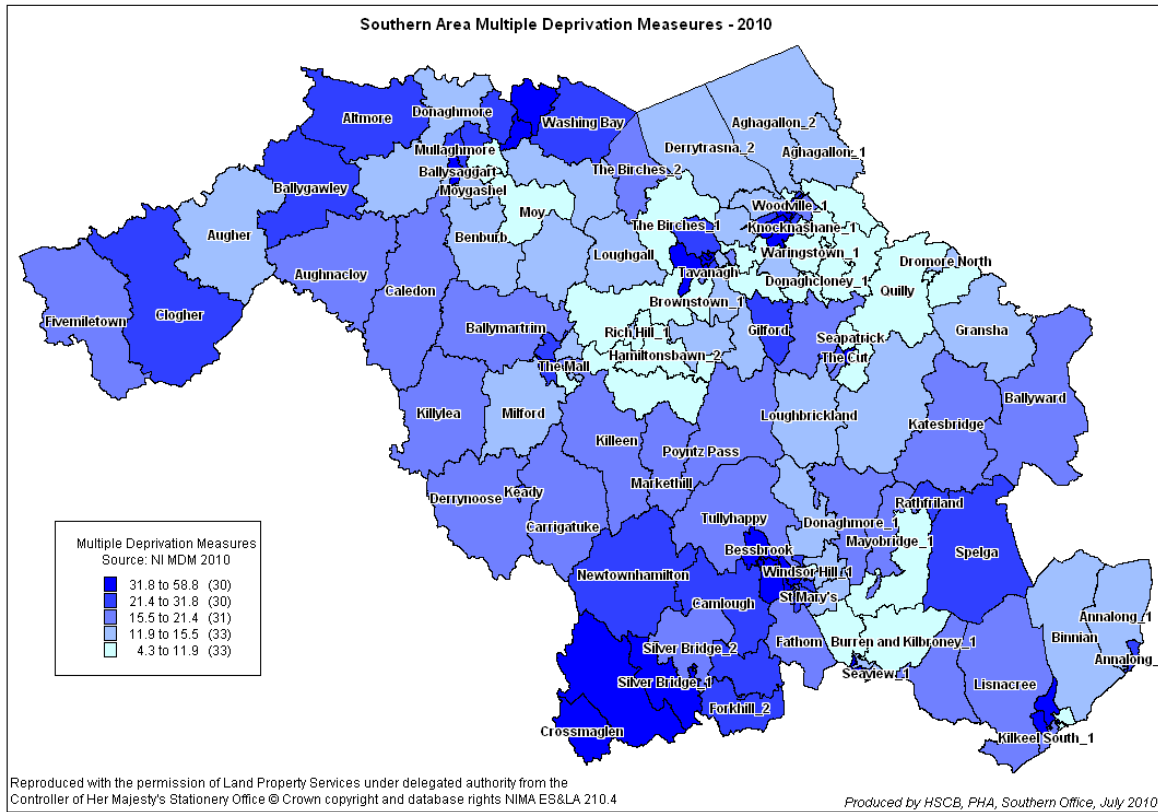 Southern Area Multiple Deprivation Measeures - 2010
Altmore
Donaghmore
Washing Bay
Aghagallon_2
Derrytrasna_2
Aghagallon_1
Mullaghmore
Ballysaggart
Moygashel
The Birches_2
Ballygawley
Moy
Woodville_1
Augher
Benburb
The Birches_1
Knocknashane_1
Loughgall
Waringstown_1
Dromore North
Aughnacloy
Tavanagh
Donaghcloney_1
Caledon
Brownstown_1
Quilly
Fivemiletown
Clogher
Ballymartrim
Rich Hill_1
Gilford
Seapatrick
Gransha
Hamiltonsbawn_2
The Cut
The Mall
Ballyward
Killylea
Milford
Loughbrickland
Katesbridge
Killeen
Poyntz Pass
Markethill
Derrynoose
Keady
Rathfriland
Carrigatuke
Tullyhappy
Donaghmore_1
Mayobridge_1
Bessbrook
Spelga
Newtownhamilton
Windsor Hill_1
Camlough
St Mary's
Annalong_1
Silver Bridge_2
Fathom
Burren and Kilbroney_1
Binnian
Seaview_1
Annalong_
Silver Bridge_1
Lisnacree
Forkhill_2
Crossmaglen
Kilkeel South_1
Multiple Deprivation Measures
Source: NI MDM 2010
31.8 to 58.8 (30)
21.4 to 31.8 (30)
15.5 to 21.4 (31)
11.9 to 15.5 (33)
4.3 to 11.9 (33)
Reproduced with the permission of Land Property Services under delegated authority from the
Controller of Her Majesty's Stationery Office © Crown copyright and database rights NIMA ES&LA 210.4
Produced by HSCB, PHA, Southern Office, July 2010